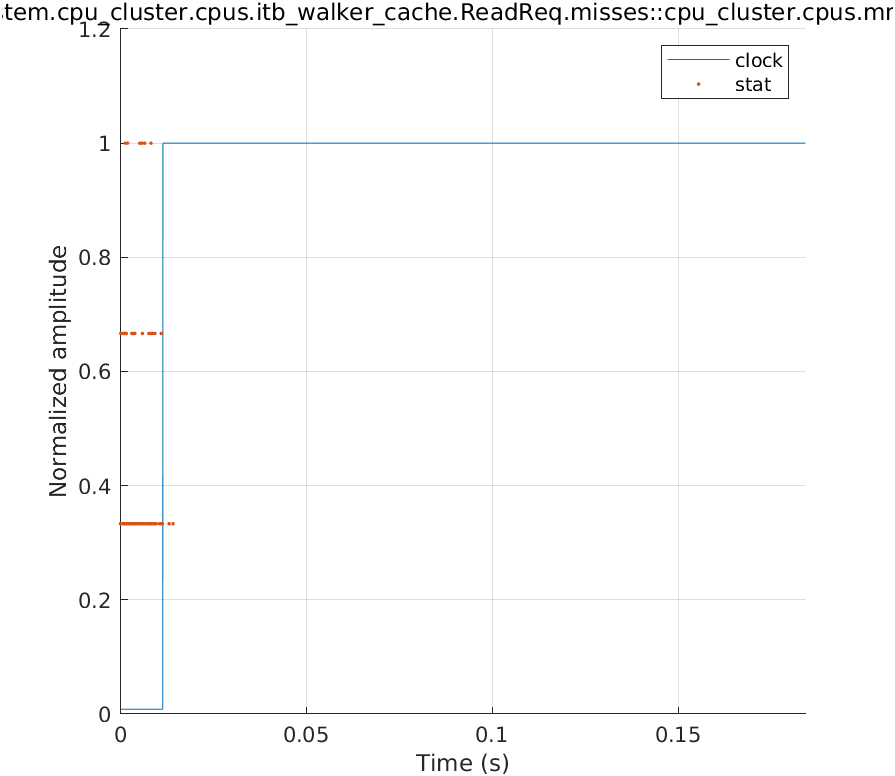 tem.cpu_cluster.cpus.itb_walker_cache.ReadReq.misses::cpu_cluster.cpus.mr
1.2
clock
stat
1
0.8
Normalized amplitude
0.6
0.4
0.2
0
0 0.05 0.1 0.15
Time (s)